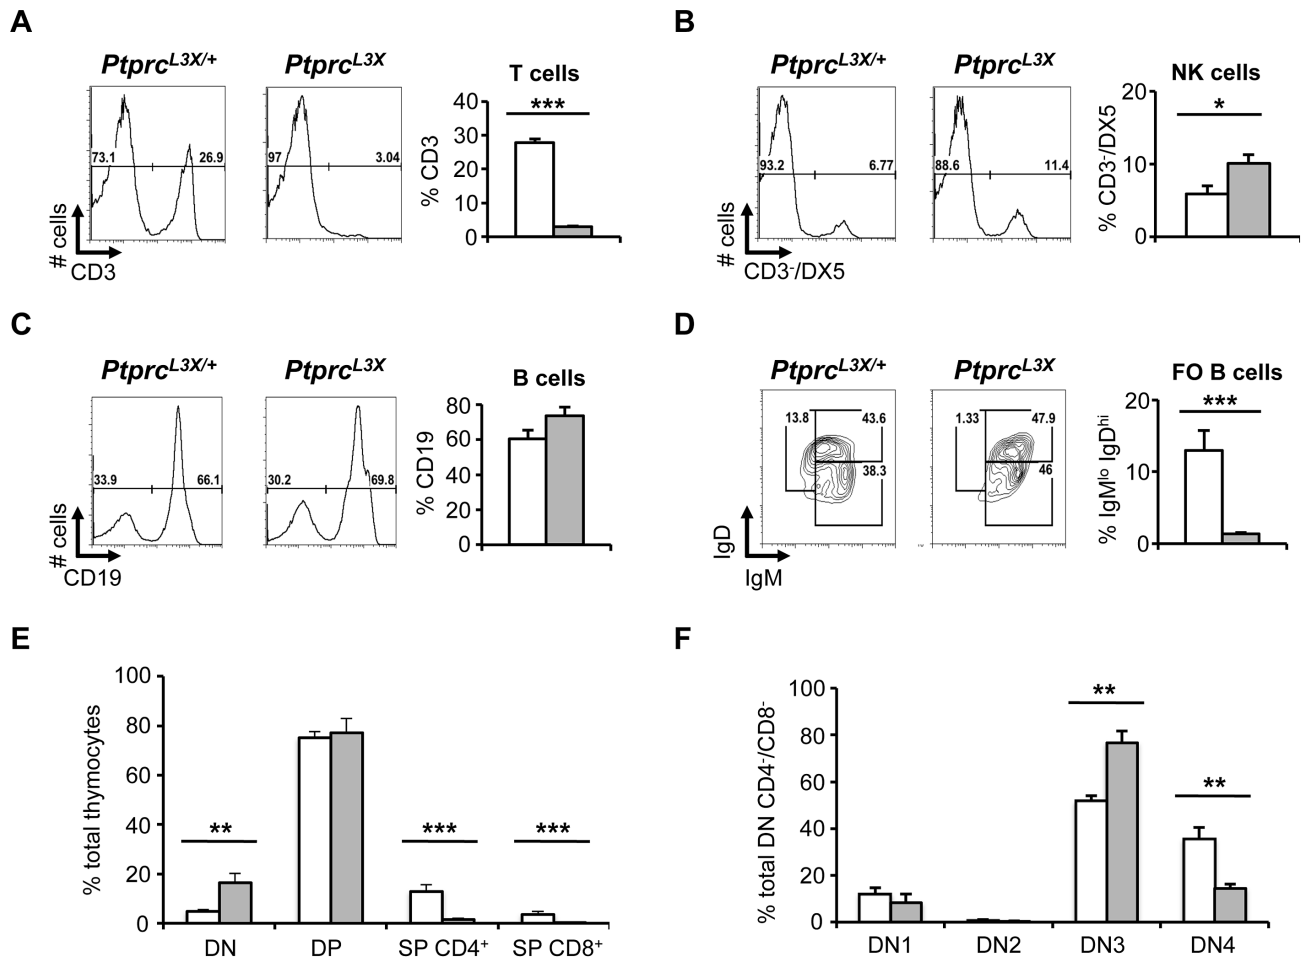 A
Ptprc^L3X/+ Ptprc^L3X
T cells
***
40
30
20
10
0
% CD3
73.1 26.9
97 3.04
# cells
CD3
B
Ptprc^L3X/+ Ptprc^L3X
NK cells
*
20
10
0
% CD3⁻/DX5
93.2 6.77
88.6 11.4
# cells
CD3⁻/DX5
C
Ptprc^L3X/+ Ptprc^L3X
B cells
80
60
40
20
0
% CD19
33.9 66.1
30.2 69.8
# cells
CD19
D
Ptprc^L3X/+ Ptprc^L3X
FO B cells
***
20
10
0
% IgM^lo IgD^hi
13.8 43.6
38.3
1.33 47.9
46
IgD
IgM
E
100
80
60
40
20
0
% total thymocytes
** *** ***
DN DP SP CD4⁺ SP CD8⁺
F
100
80
60
40
20
0
% total DN CD4⁻/CD8⁻
**
**
DN1 DN2 DN3 DN4